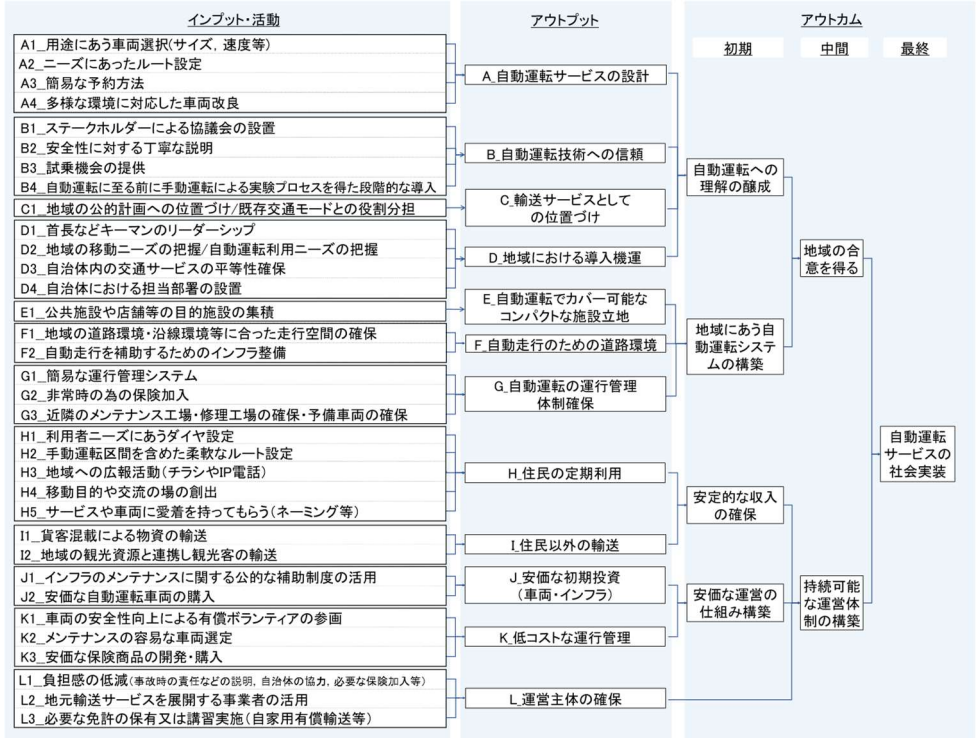 インプット・活動
アウトプット
アウトカム
初期
中間
最終
A1＿用途にあう車両選択(サイズ, 速度等)
A2＿ニーズにあったルート設定
A3＿簡易な予約方法
A4＿多様な環境に対応した車両改良
B1＿ステークホルダーによる協議会の設置
B2＿安全性に対する丁寧な説明
B3＿試乗機会の提供
B4＿自動運転に至る前に手動運転による実験プロセスを得た段階的な導入
C1＿地域の公的計画への位置づけ/既存交通モードとの役割分担
D1＿首長などキーマンのリーダーシップ
D2＿地域の移動ニーズの把握/自動運転利用ニーズの把握
D3＿自治体内の交通サービスの平等性確保
D4＿自治体における担当部署の設置
E1＿公共施設や店舗等の目的施設の集積
F1＿地域の道路環境・沿線環境等に合った走行空間の確保
F2＿自動走行を補助するためのインフラ整備
G1＿簡易な運行管理システム
G2＿非常時の為の保険加入
G3＿近隣のメンテナンス工場・修理工場の確保・予備車両の確保
H1＿利用者ニーズにあうダイヤ設定
H2＿手動運転区間を含めた柔軟なルート設定
H3＿地域への広報活動(チラシやIP電話)
H4＿移動目的や交流の場の創出
H5＿サービスや車両に愛着を持ってもらう(ネーミング等)
I1＿貨客混載による物資の輸送
I2＿地域の観光資源と連携し観光客の輸送
J1＿インフラのメンテナンスに関する公的な補助制度の活用
J2＿安価な自動運転車両の購入
K1＿車両の安全性向上による有償ボランティアの参画
K2＿メンテナンスの容易な車両選定
K3＿安価な保険商品の開発・購入
L1＿負担感の低減(事故時の責任などの説明, 自治体の協力, 必要な保険加入等)
L2＿地元輸送サービスを展開する事業者の活用
L3＿必要な免許の保有又は講習実施(自家用有償輸送等)
A_自動運転サービスの設計
B_自動運転技術への信頼
C_輸送サービスとして
の位置づけ
D_地域における導入機運
E_自動運転でカバー可能な
コンパクトな施設立地
F_自動走行のための道路環境
G_自動運転の運行管理
体制確保
H_住民の定期利用
I_住民以外の輸送
J_安価な初期投資
(車両・インフラ)
K_低コストな運行管理
L_運営主体の確保
自動運転への
理解の醸成
地域にあう自
動運転システ
ムの構築
安定的な収入
の確保
安価な運営の
仕組み構築
地域の合
意を得る
持続可能
な運営体
制の構築
自動運転
サービスの
社会実装